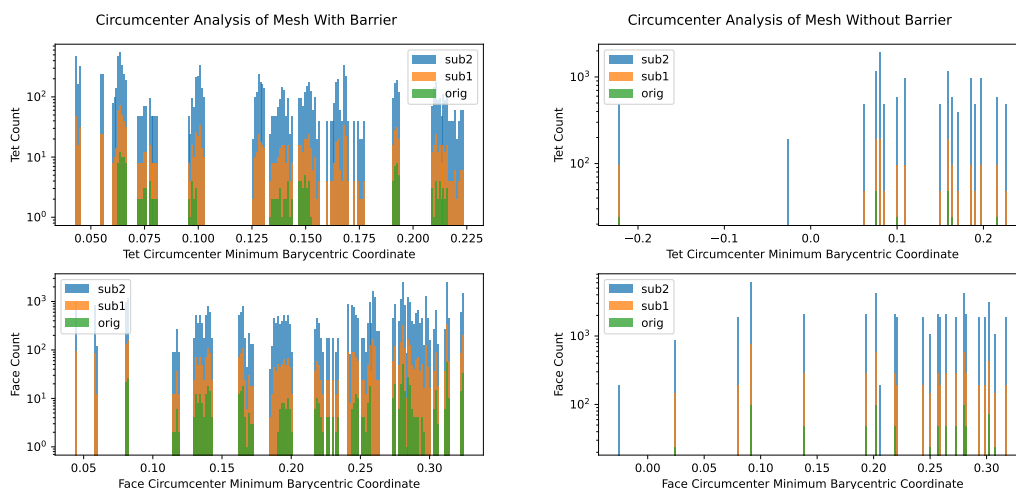 Circumcenter Analysis of Mesh With Barrier
Tet Count
10²
10¹
10⁰
sub2
sub1
orig
0.050 0.075 0.100 0.125 0.150 0.175 0.200 0.225
Tet Circumcenter Minimum Barycentric Coordinate
Face Count
10³
10²
10¹
10⁰
sub2
sub1
orig
0.05 0.10 0.15 0.20 0.25 0.30
Face Circumcenter Minimum Barycentric Coordinate
Circumcenter Analysis of Mesh Without Barrier
Tet Count
10³
10²
sub2
sub1
orig
−0.2 −0.1 0.0 0.1 0.2
Tet Circumcenter Minimum Barycentric Coordinate
Face Count
10³
10²
sub2
sub1
orig
0.00 0.05 0.10 0.15 0.20 0.25 0.30
Face Circumcenter Minimum Barycentric Coordinate